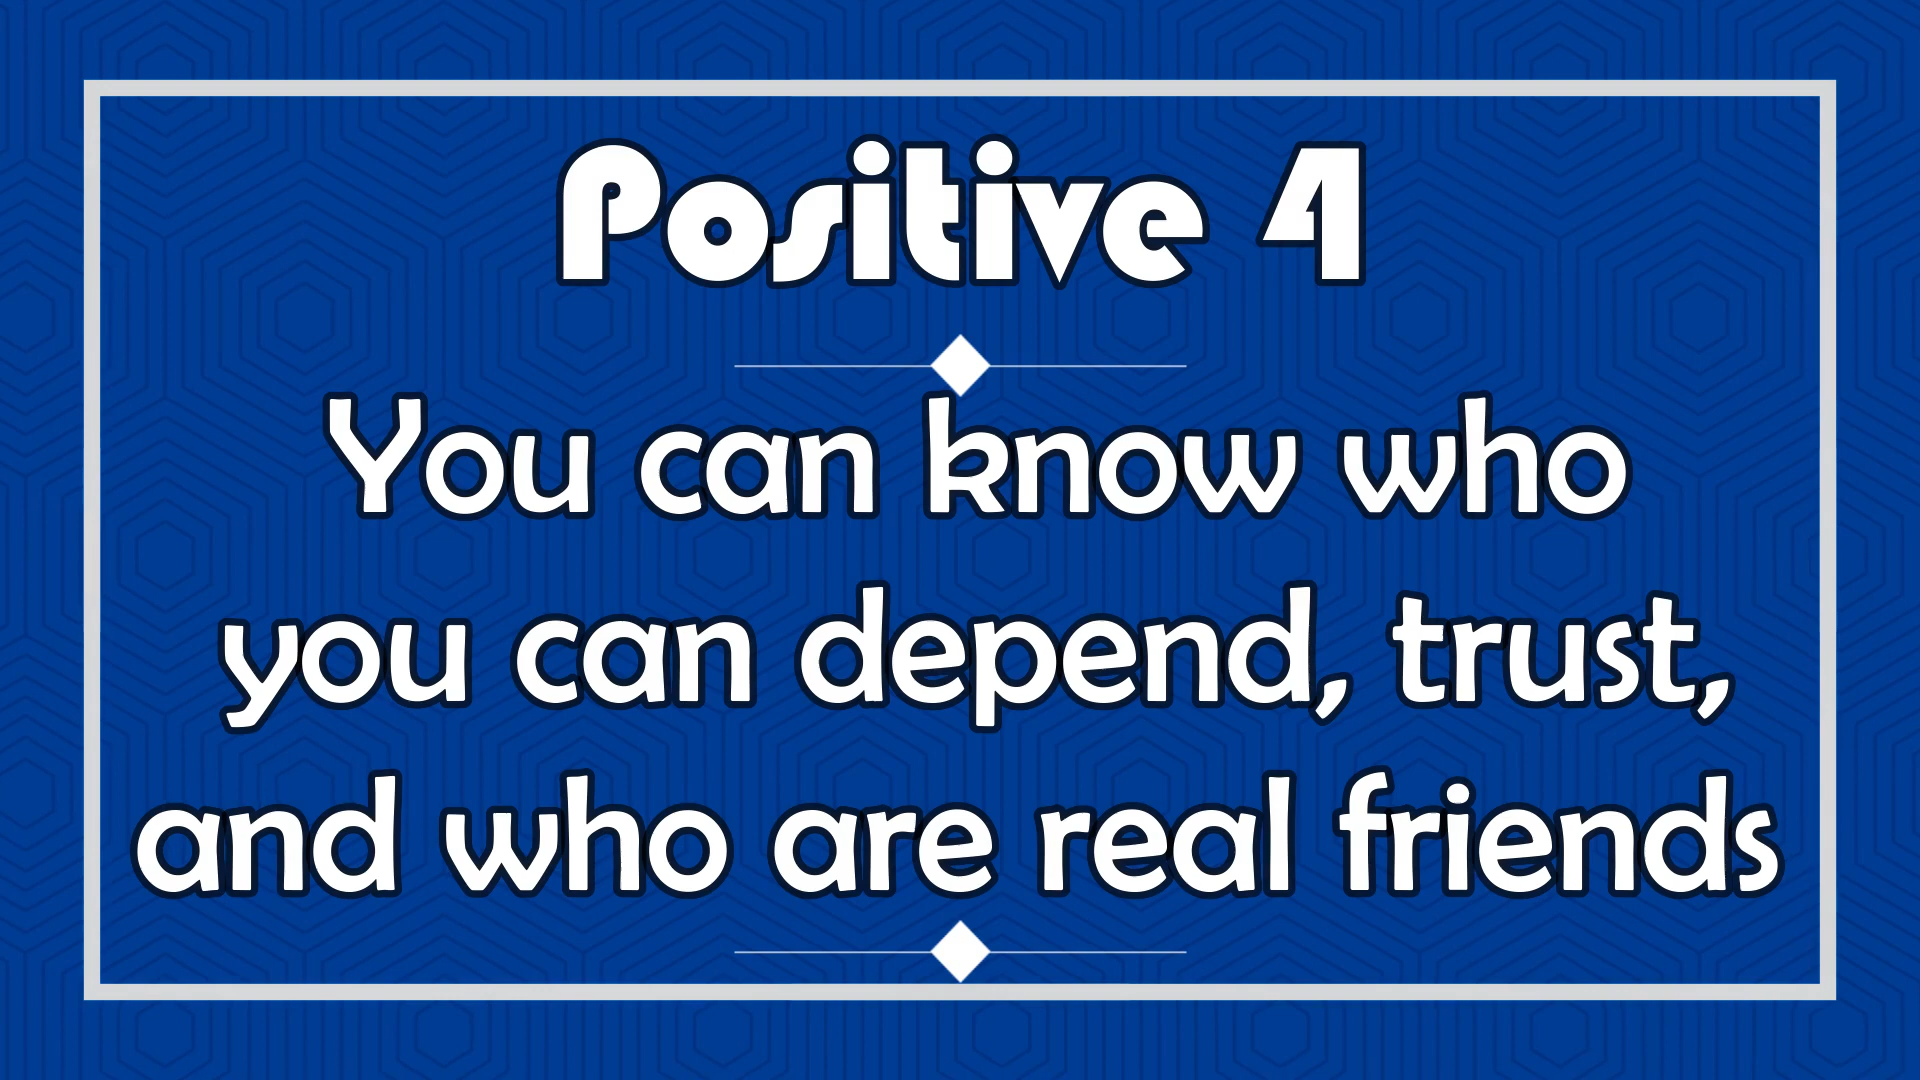 Positive 4
You can know who
you can depend, trust,
and who are real friends